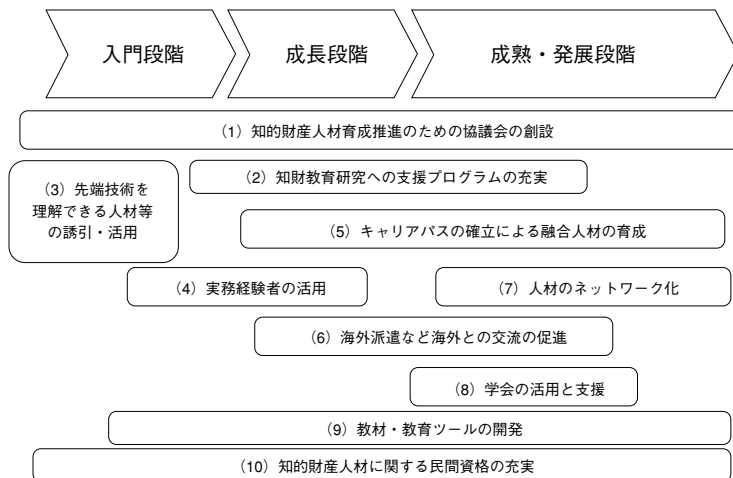 入門段階
成長段階
成熟・発展段階
（1）知的財産人材育成推進のための協議会の創設
（2）知財教育研究への支援プログラムの充実
（3）先端技術を
理解できる人材等
の誘引・活用
（5）キャリアパスの確立による融合人材の育成
（4）実務経験者の活用
（7）人材のネットワーク化
（6）海外派遣など海外との交流の促進
（8）学会の活用と支援
（9）教材・教育ツールの開発
（10）知的財産人材に関する民間資格の充実